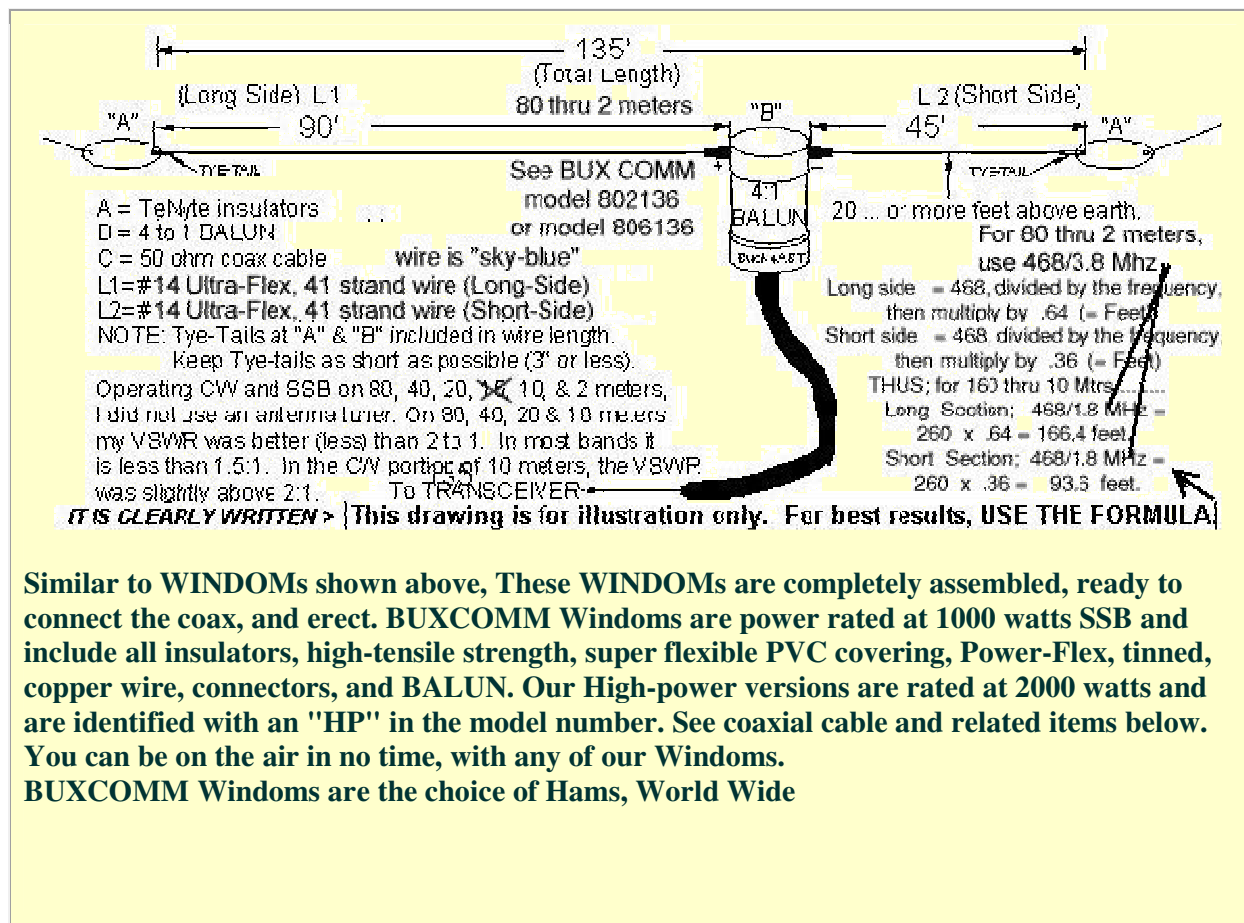 135'
(Total Length)
80 thru 2 meters
(Long Side) L1
L 2 (Short Side)
"A"
90'
"B"
45'
"A"
TYE-TAIL
TYE-TAIL
+
–
4:1
BALUN
See BUX COMM
model 802136
or model 806136
wire is "sky-blue"
A = TeNyte insulators
B = 4 to 1 BALUN
C = 50 ohm coax cable
L1=#14 Ultra-Flex, 41 strand wire (Long-Side)
L2=#14 Ultra-Flex, 41 strand wire (Short-Side)
NOTE: Tye-Tails at "A" & "B" included in wire length.
Keep Tye-tails as short as possible (3" or less).
Operating CW and SSB on 80, 40, 20, 10, & 2 meters,
I did not use an antenna tuner. On 80, 40, 20 & 10 meters
my VSWR was better (less) than 2 to 1. In most bands it
is less than 1.5:1. In the CW portion of 10 meters, the VSWR
was slightly above 2:1.
To TRANSCEIVER
20 ... or more feet above earth.
For 80 thru 2 meters,
use 468/3.8 Mhz
Long side = 468, divided by the frequency,
then multiply by .64 (= Feet)
Short side = 468 divided by the frequency
then multiply by .36 (= Feet)
THUS; for 160 thru 10 Mtrs.........
Long Section; 468/1.8 MHz =
260 x .64 = 166.4 feet.
Short Section; 468/1.8 MHz =
260 x .36 = 93.6 feet.
IT IS CLEARLY WRITTEN > This drawing is for illustration only. For best results, USE THE FORMULA.
Similar to WINDOMs shown above, These WINDOMs are completely assembled, ready to
connect the coax, and erect. BUXCOMM Windoms are power rated at 1000 watts SSB and
include all insulators, high-tensile strength, super flexible PVC covering, Power-Flex, tinned,
copper wire, connectors, and BALUN. Our High-power versions are rated at 2000 watts and
are identified with an "HP" in the model number. See coaxial cable and related items below.
You can be on the air in no time, with any of our Windoms.
BUXCOMM Windoms are the choice of Hams, World Wide